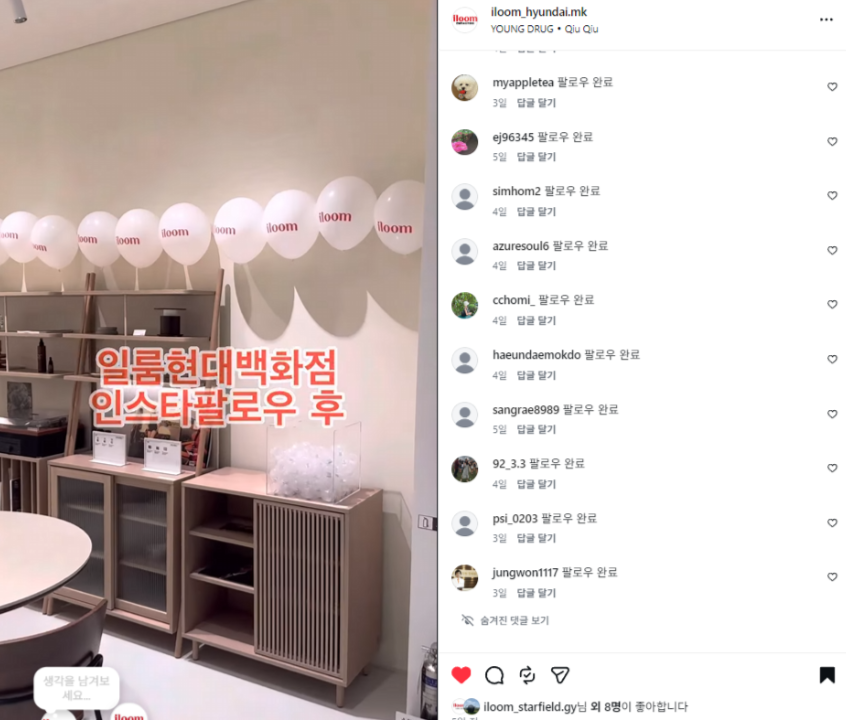 iloom
iloom_hyundai.mk
YOUNG DRUG • Qiu Qiu
myappletea 팔로우 완료
3일 답글 달기
ej96345 팔로우 완료
5일 답글 달기
simhom2 팔로우 완료
4일 답글 달기
azuresoul6 팔로우 완료
4일 답글 달기
cchomi_ 팔로우 완료
4일 답글 달기
haeundaemokdo 팔로우 완료
4일 답글 달기
sangrae8989 팔로우 완료
5일 답글 달기
92_3.3 팔로우 완료
4일 답글 달기
psi_0203 팔로우 완료
3일 답글 달기
jungwon1117 팔로우 완료
3일 답글 달기
숨겨진 댓글 보기
iloom_starfield.gy님 외 8명이 좋아합니다
iloom
iloom
iloom
iloom
iloom
iloom
iloom
일룸현대백화점
인스타팔로우 후
생각을 남겨보
세요...
iloom